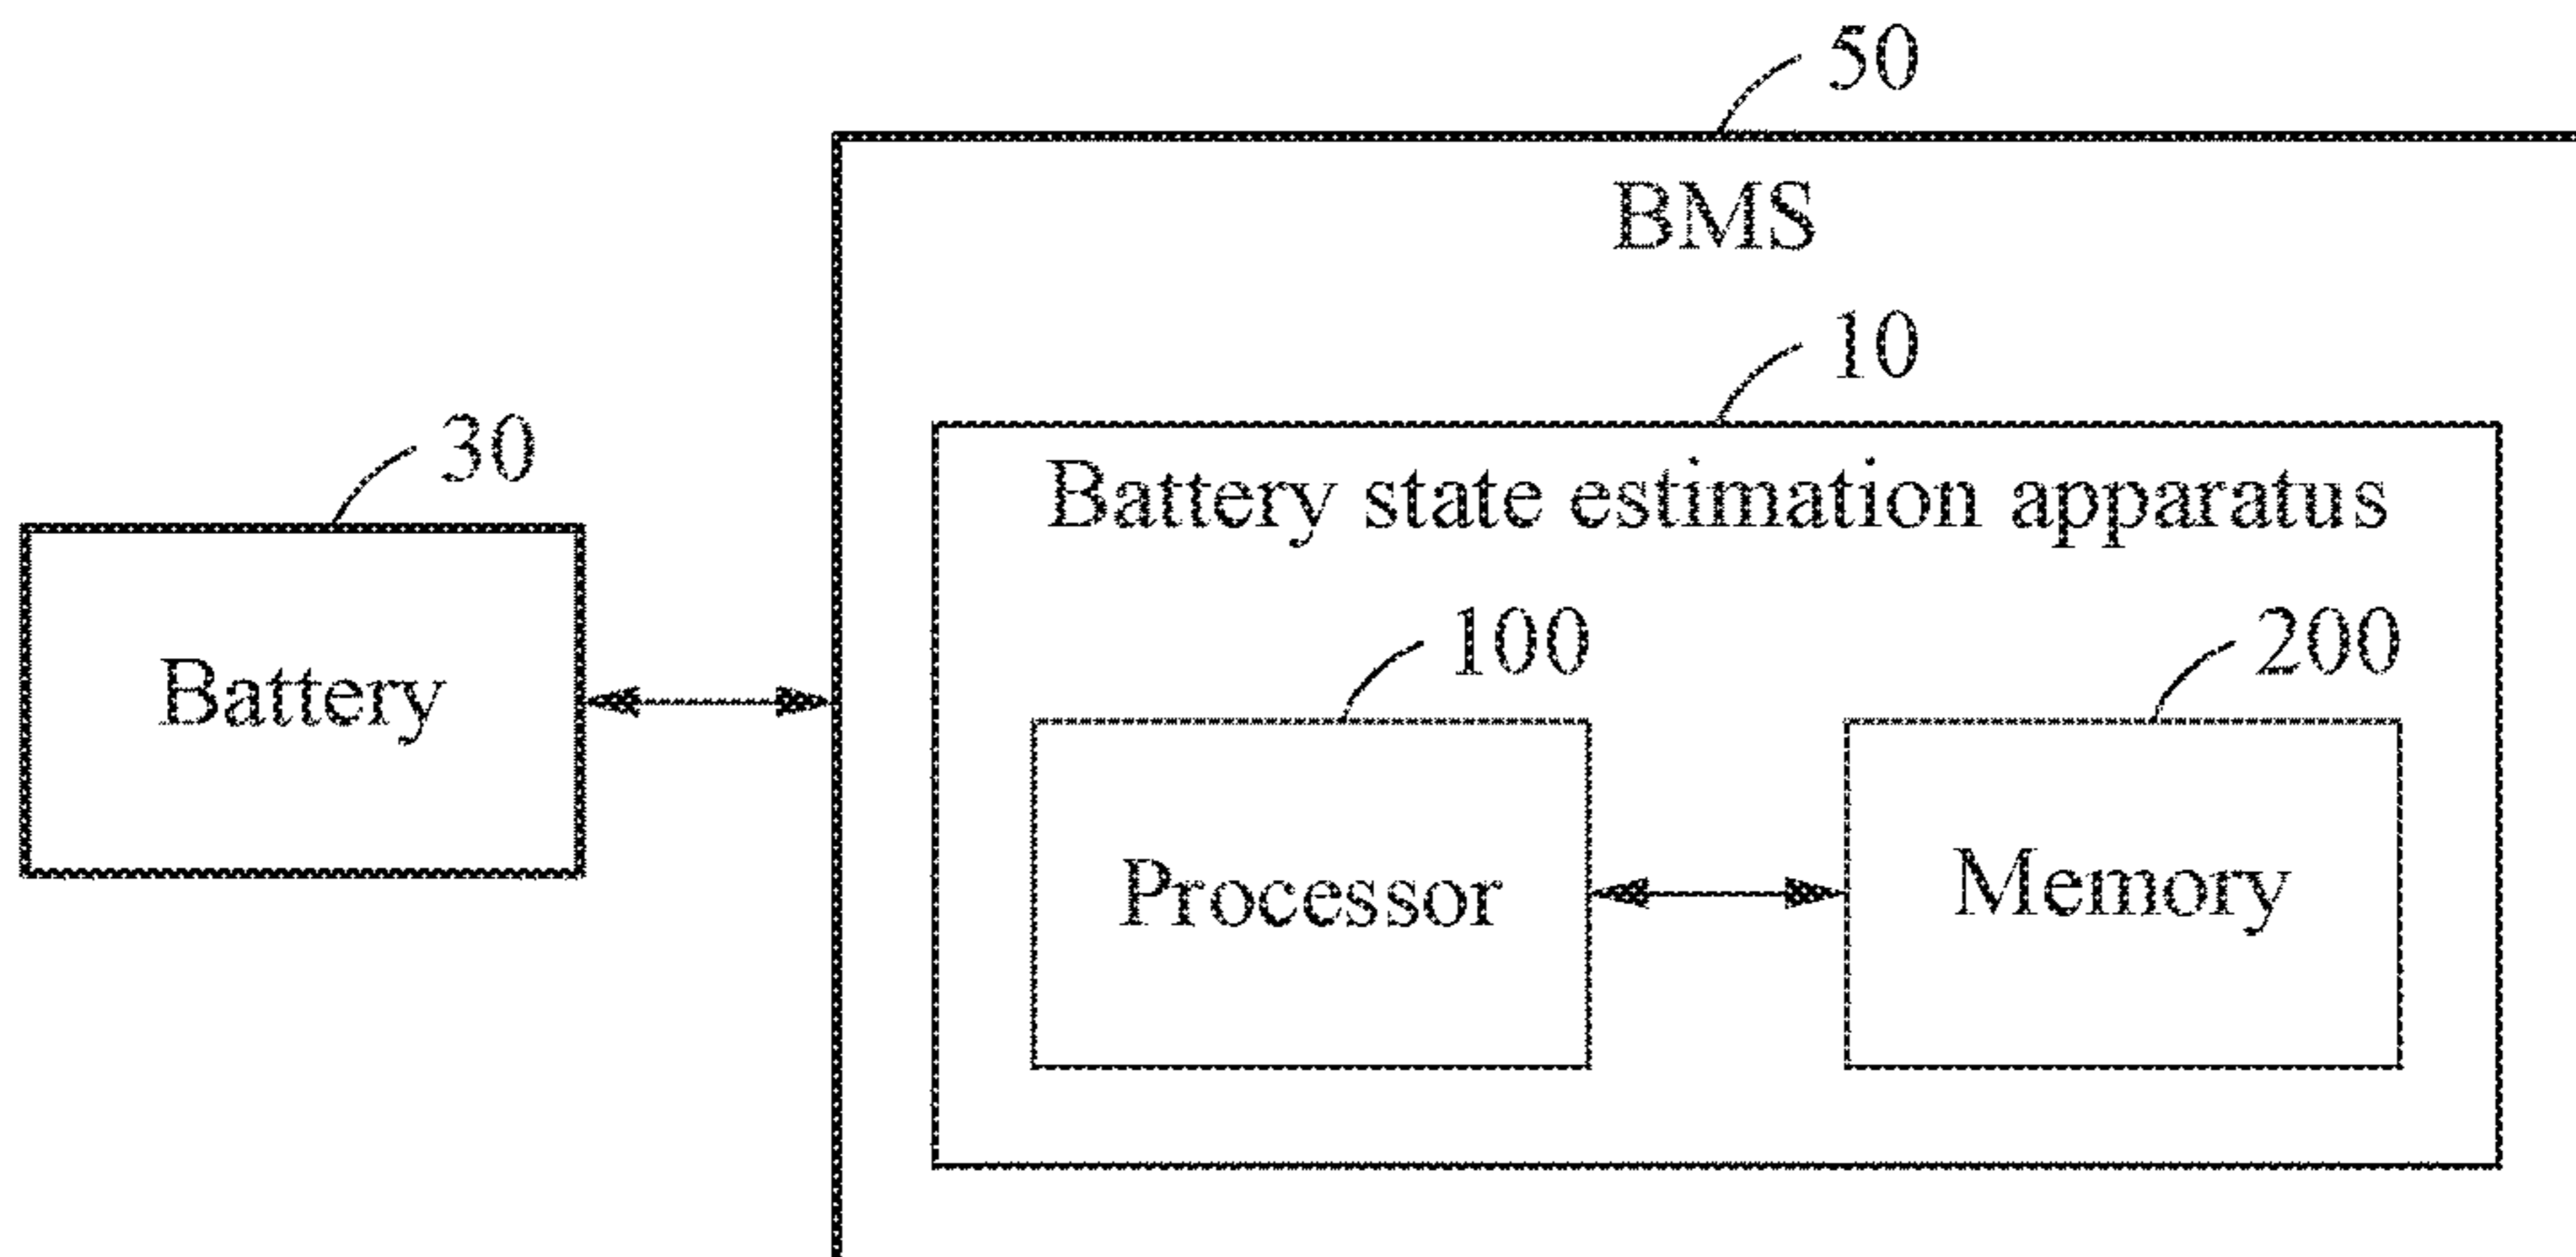 50
BMS
10
30
Battery state estimation apparatus
100
200
Battery
Processor
Memory